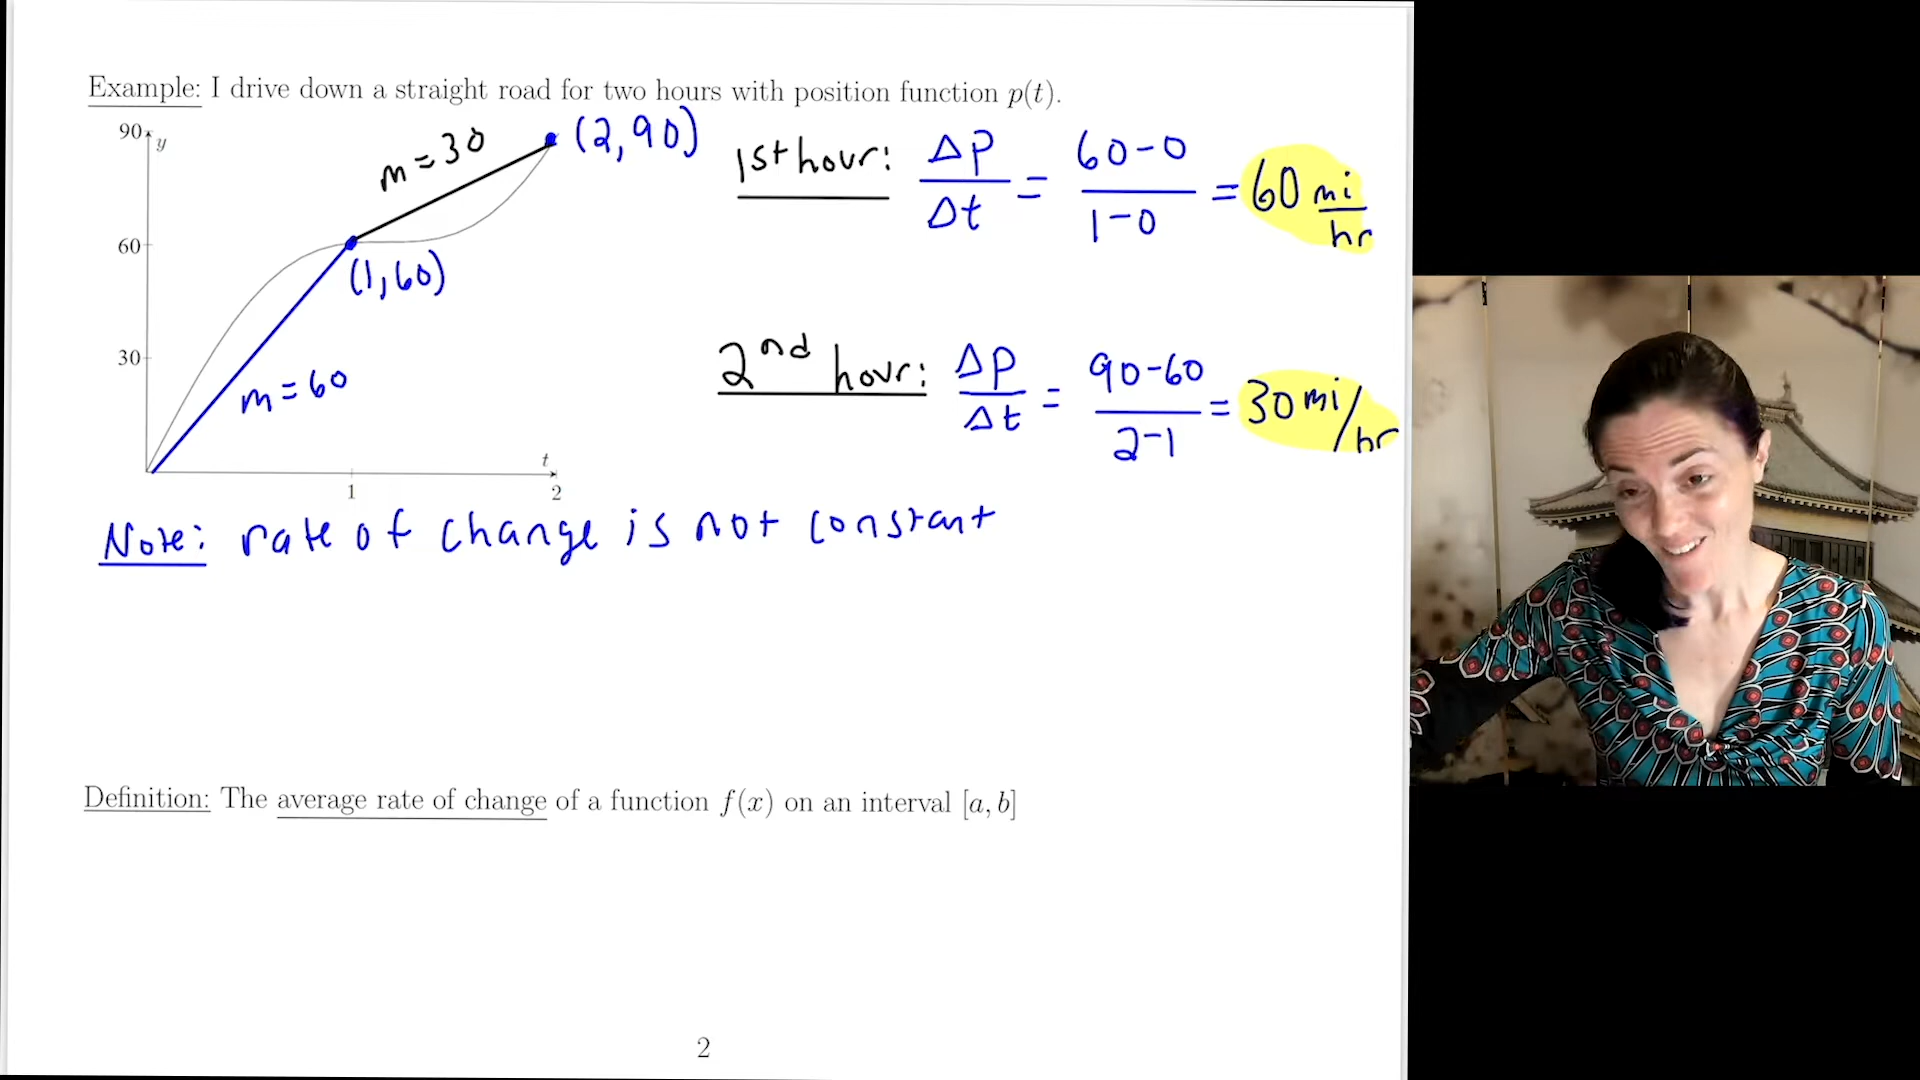 Example: I drive down a straight road for two hours with position function p(t).
90
y
m = 30
(2,90)
1st hour: Δp/Δt = 60-0/1-0 = 60 mi/hr
60
(1,60)
30
m = 60
2nd hour: Δp/Δt = 90-60/2-1 = 30 mi/hr
t
1
2
Note: rate of change is not constant
Definition: The average rate of change of a function f(x) on an interval [a, b]
2